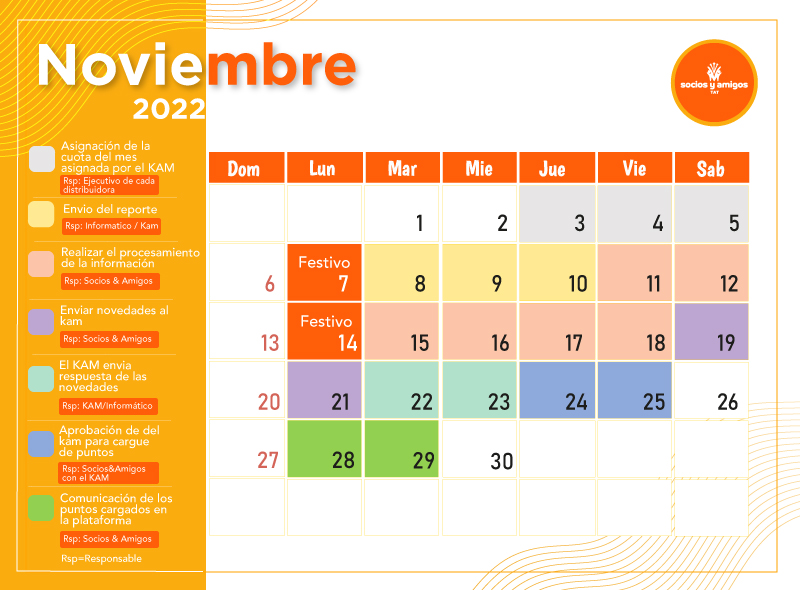 Noviembre
2022
socios y amigos
TAT
Asignación de la
cuota del mes
asignada por el KAM
Rsp: Ejecutivo de cada
distribuidora
Envio del reporte
Rsp: Informatico / Kam
Realizar el procesamiento
de la información
Rsp: Socios & Amigos
Enviar novedades al
kam
Rsp: Socios & Amigos
El KAM envia
respuesta de las
novedades
Rsp: KAM/Informático
Aprobación de del
kam para cargue
de puntos
Rsp: Socios&Amigos
con el KAM
Comunicación de los
puntos cargados en
la plataforma
Rsp: Socios & Amigos
Rsp=Responsable
Dom Lun Mar Mie Jue Vie Sab
1 2 3 4 5
Festivo
6 7 8 9 10 11 12
Festivo
13 14 15 16 17 18 19
20 21 22 23 24 25 26
27 28 29 30